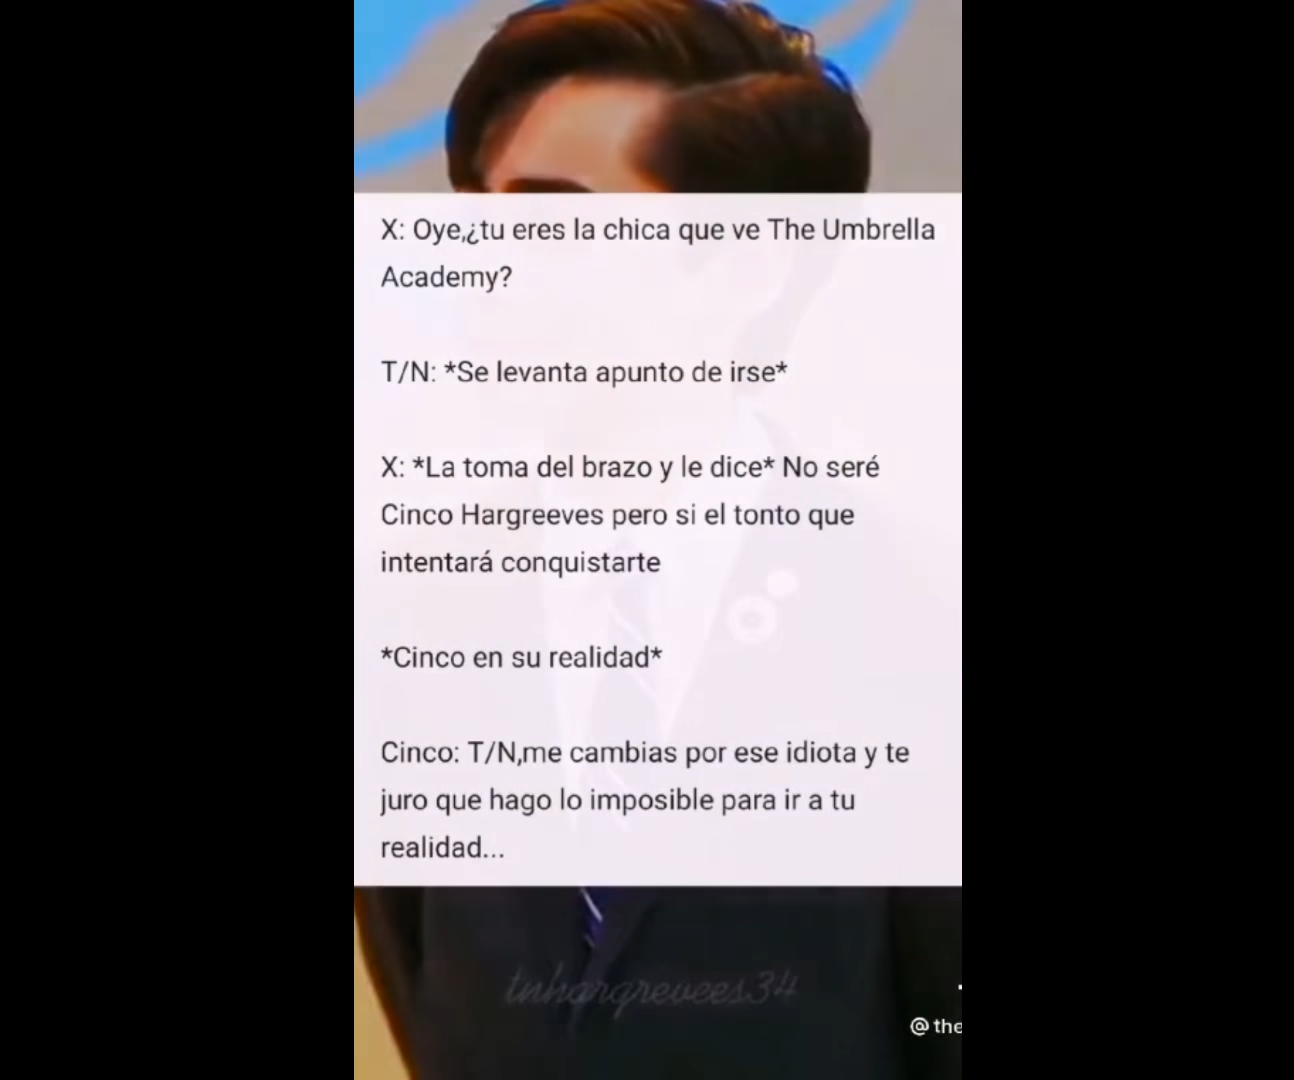 X: Oye,¿tu eres la chica que ve The Umbrella
Academy?
T/N: *Se levanta apunto de irse*
X: *La toma del brazo y le dice* No seré
Cinco Hargreeves pero si el tonto que
intentará conquistarte
*Cinco en su realidad*
Cinco: T/N,me cambias por ese idiota y te
juro que hago lo imposible para ir a tu
realidad...
tnhargrevees34
@the